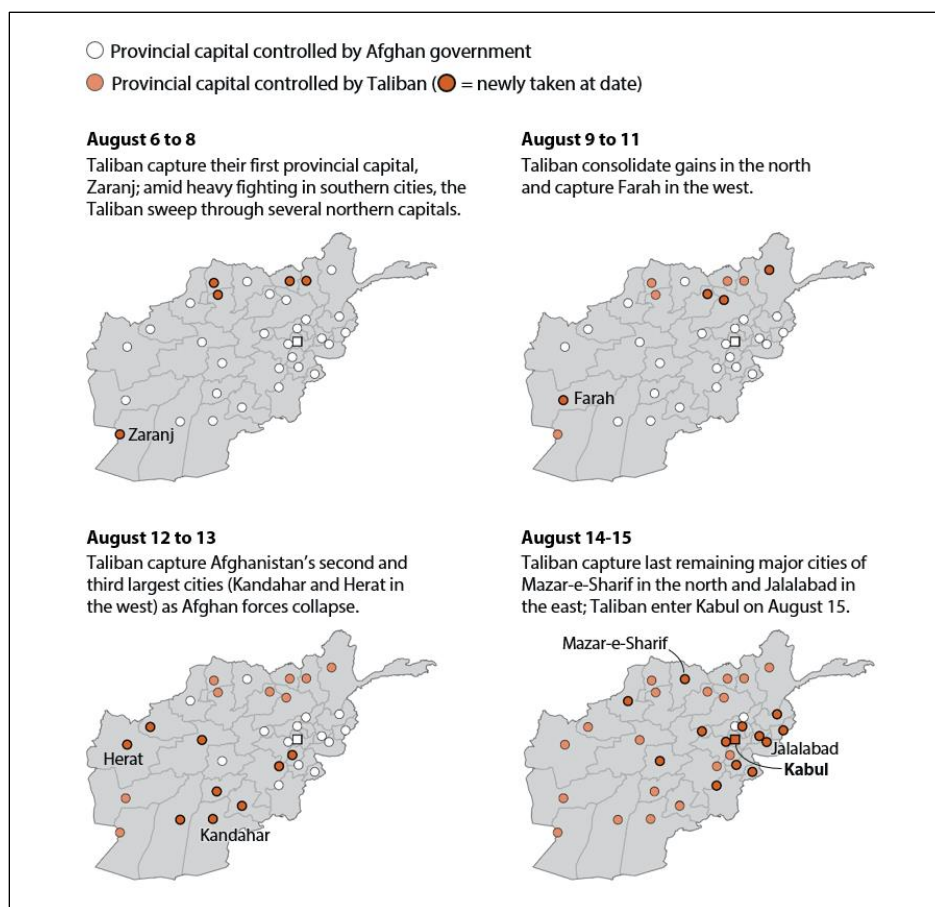 Provincial capital controlled by Afghan government
Provincial capital controlled by Taliban ( = newly taken at date)
August 6 to 8
Taliban capture their first provincial capital,
Zaranj; amid heavy fighting in southern cities, the
Taliban sweep through several northern capitals.
Zaranj
August 9 to 11
Taliban consolidate gains in the north
and capture Farah in the west.
Farah
August 12 to 13
Taliban capture Afghanistan’s second and
third largest cities (Kandahar and Herat in
the west) as Afghan forces collapse.
Herat
Kandahar
August 14-15
Taliban capture last remaining major cities of
Mazar-e-Sharif in the north and Jalalabad in
the east; Taliban enter Kabul on August 15.
Mazar-e-Sharif
Jalalabad
Kabul